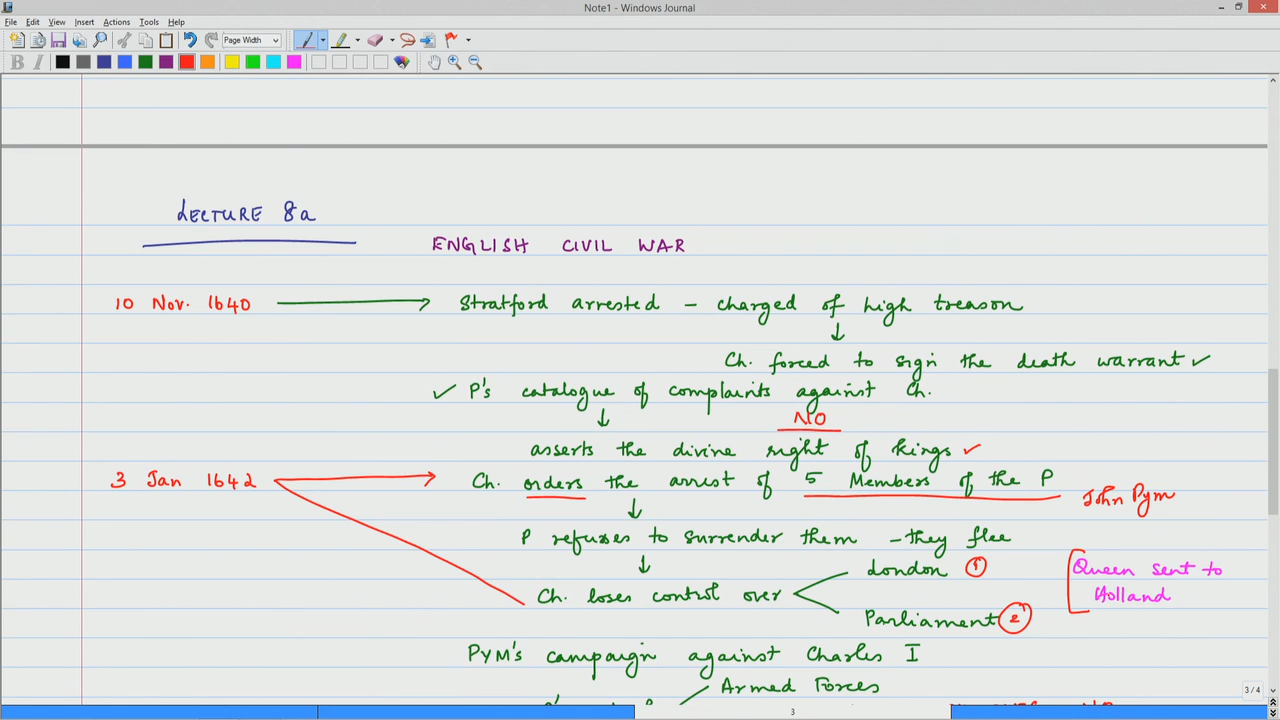 Note1 - Windows Journal
File Edit View Insert Actions Tools Help
Page Width
B I
LECTURE 8a
ENGLISH CIVIL WAR
10 Nov. 1640 Stratford arrested - charged of high treason
Ch. forced to sign the death warrant ✓
✓ P's catalogue of complaints against Ch.
NO
asserts the divine right of kings ✓
3 Jan 1642 Ch. orders the arrest of 5 Members of the P
John Pym
P refuses to surrender them - they flee
London 1
Queen sent to
Holland
Ch. loses control over
Parliament 2
PYM'S campaign against Charles I
Armed Forces
3 / 4
3